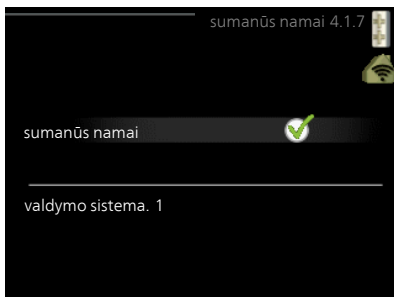 sumanūs namai 4.1.7
sumanūs namai
valdymo sistema. 1